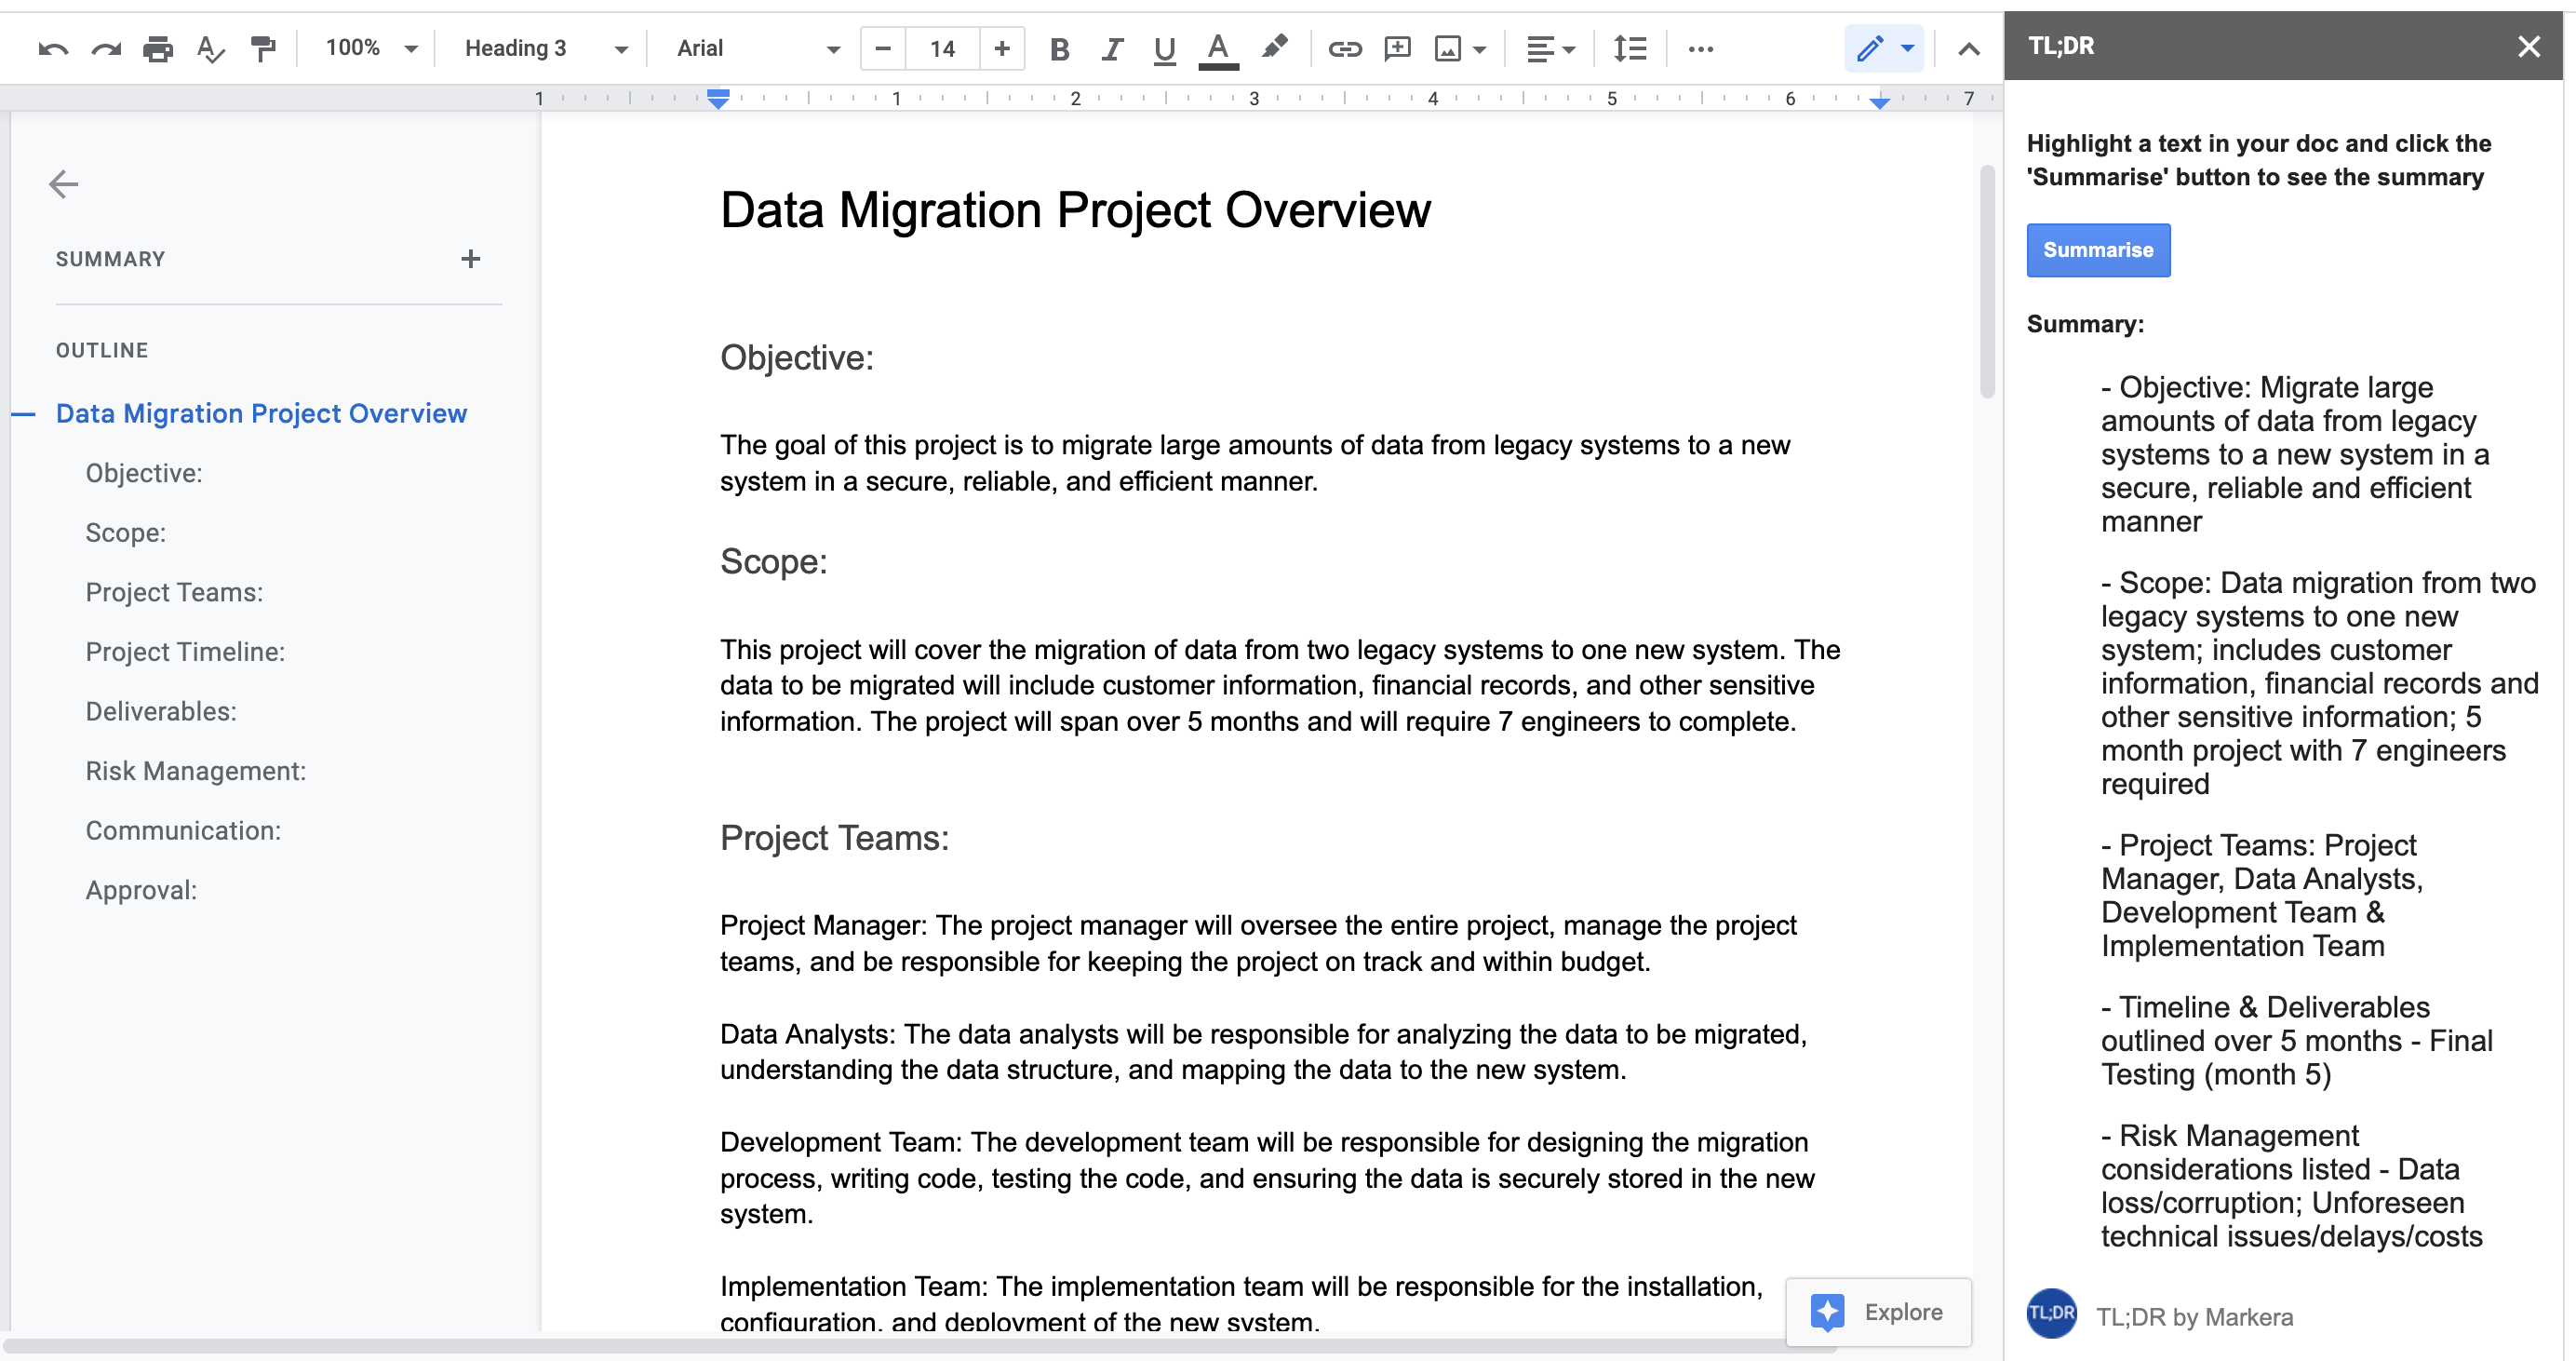 100%
Heading 3
Arial
14
1 1 2 3 4 5 6 7
SUMMARY
OUTLINE
Data Migration Project Overview
Objective:
Scope:
Project Teams:
Project Timeline:
Deliverables:
Risk Management:
Communication:
Approval:
Data Migration Project Overview
Objective:
The goal of this project is to migrate large amounts of data from legacy systems to a new
system in a secure, reliable, and efficient manner.
Scope:
This project will cover the migration of data from two legacy systems to one new system. The
data to be migrated will include customer information, financial records, and other sensitive
information. The project will span over 5 months and will require 7 engineers to complete.
Project Teams:
Project Manager: The project manager will oversee the entire project, manage the project
teams, and be responsible for keeping the project on track and within budget.
Data Analysts: The data analysts will be responsible for analyzing the data to be migrated,
understanding the data structure, and mapping the data to the new system.
Development Team: The development team will be responsible for designing the migration
process, writing code, testing the code, and ensuring the data is securely stored in the new
system.
Implementation Team: The implementation team will be responsible for the installation,
configuration, and deployment of the new system.
Explore
TL;DR
Highlight a text in your doc and click the
'Summarise' button to see the summary
Summarise
Summary:
- Objective: Migrate large
amounts of data from legacy
systems to a new system in a
secure, reliable and efficient
manner
- Scope: Data migration from two
legacy systems to one new
system; includes customer
information, financial records and
other sensitive information; 5
month project with 7 engineers
required
- Project Teams: Project
Manager, Data Analysts,
Development Team &
Implementation Team
- Timeline & Deliverables
outlined over 5 months - Final
Testing (month 5)
- Risk Management
considerations listed - Data
loss/corruption; Unforeseen
technical issues/delays/costs
TL;DR
TL;DR by Markera